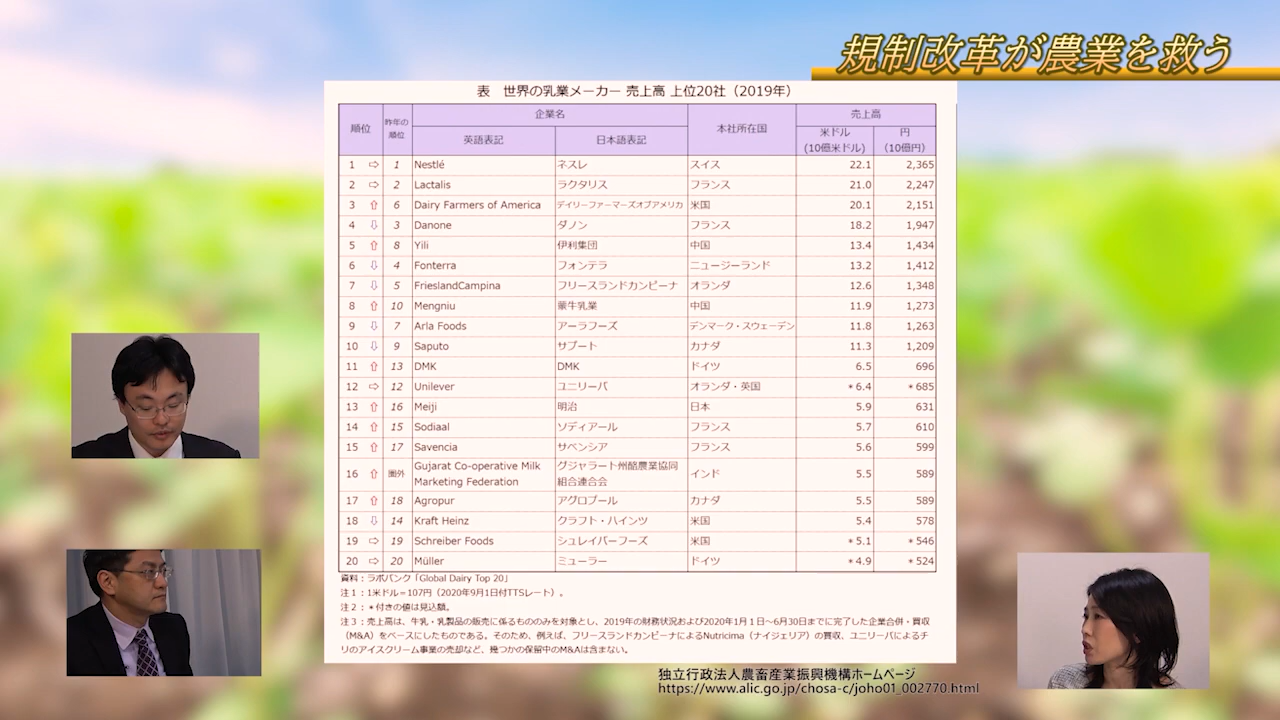 規制改革が農業を救う
表 世界の乳業メーカー 売上高 上位20社（2019年）
順位 昨年の順位 企業名 本社所在国 売上高
英語表記 日本語表記 米ドル（10億米ドル） 円（10億円）
1 ⇨ 1 Nestlé ネスレ スイス 22.1 2,365
2 ⇨ 2 Lactalis ラクタリス フランス 21.0 2,247
3 ⇧ 6 Dairy Farmers of America デイリーファーマーズオブアメリカ 米国 20.1 2,151
4 ⇩ 3 Danone ダノン フランス 18.2 1,947
5 ⇧ 8 Yili 伊利集団 中国 13.4 1,434
6 ⇩ 4 Fonterra フォンテラ ニュージーランド 13.2 1,412
7 ⇩ 5 FrieslandCampina フリースランドカンピーナ オランダ 12.6 1,348
8 ⇧ 10 Mengniu 蒙牛乳業 中国 11.9 1,273
9 ⇩ 7 Arla Foods アーラフーズ デンマーク・スウェーデン 11.8 1,263
10 ⇩ 9 Saputo サプート カナダ 11.3 1,209
11 ⇧ 13 DMK DMK ドイツ 6.5 696
12 ⇨ 12 Unilever ユニリーバ オランダ・英国 ＊6.4 ＊685
13 ⇧ 16 Meiji 明治 日本 5.9 631
14 ⇧ 15 Sodiaal ソディアール フランス 5.7 610
15 ⇧ 17 Savencia サベンシア フランス 5.6 599
16 ⇧ 圏外 Gujarat Co-operative Milk Marketing Federation グジャラート州酪農業協同組合連合会 インド 5.5 589
17 ⇧ 18 Agropur アグロプール カナダ 5.5 589
18 ⇩ 14 Kraft Heinz クラフト・ハインツ 米国 5.4 578
19 ⇨ 19 Schreiber Foods シュレイバーフーズ 米国 ＊5.1 ＊546
20 ⇨ 20 Müller ミューラー ドイツ ＊4.9 ＊524
資料：ラボバンク「Global Dairy Top 20」
注１：1米ドル＝107円（2020年9月1日付TTSレート）。
注２：＊付きの値は見込額。
注３：売上高は、牛乳・乳製品の販売に係るもののみを対象とし、2019年の財務状況および2020年1月１日～6月30日までに完了した企業合併・買収
（M&A）をベースにしたものである。そのため、例えば、フリースランドカンピーナによるNutricima（ナイジェリア）の買収、ユニリーバによるチ
リのアイスクリーム事業の売却など、幾つかの保留中のM&Aは含まない。
独立行政法人農畜産業振興機構ホームページ
https://www.alic.go.jp/chosa-c/joho01_002770.html